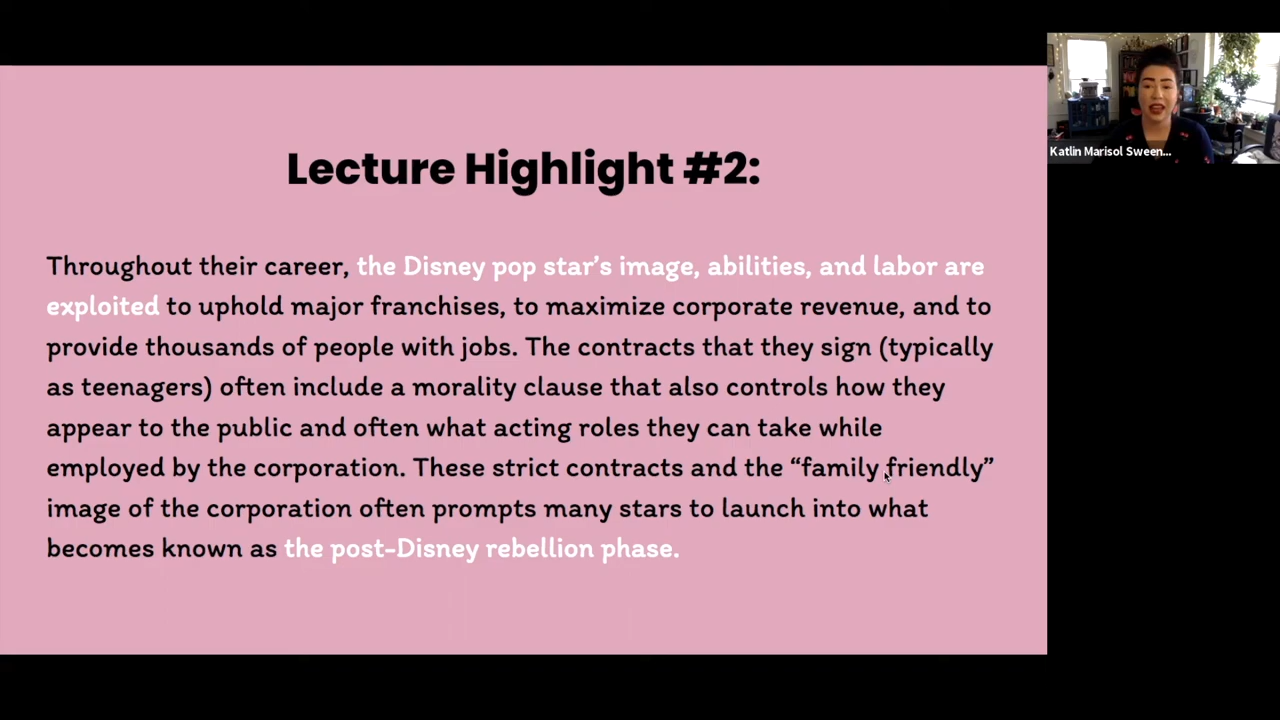 Lecture Highlight #2:
Throughout their career, the Disney pop star's image, abilities, and labor are
exploited to uphold major franchises, to maximize corporate revenue, and to
provide thousands of people with jobs. The contracts that they sign (typically
as teenagers) often include a morality clause that also controls how they
appear to the public and often what acting roles they can take while
employed by the corporation. These strict contracts and the “family friendly”
image of the corporation often prompts many stars to launch into what
becomes known as the post-Disney rebellion phase.
Katlin Marisol Sween...